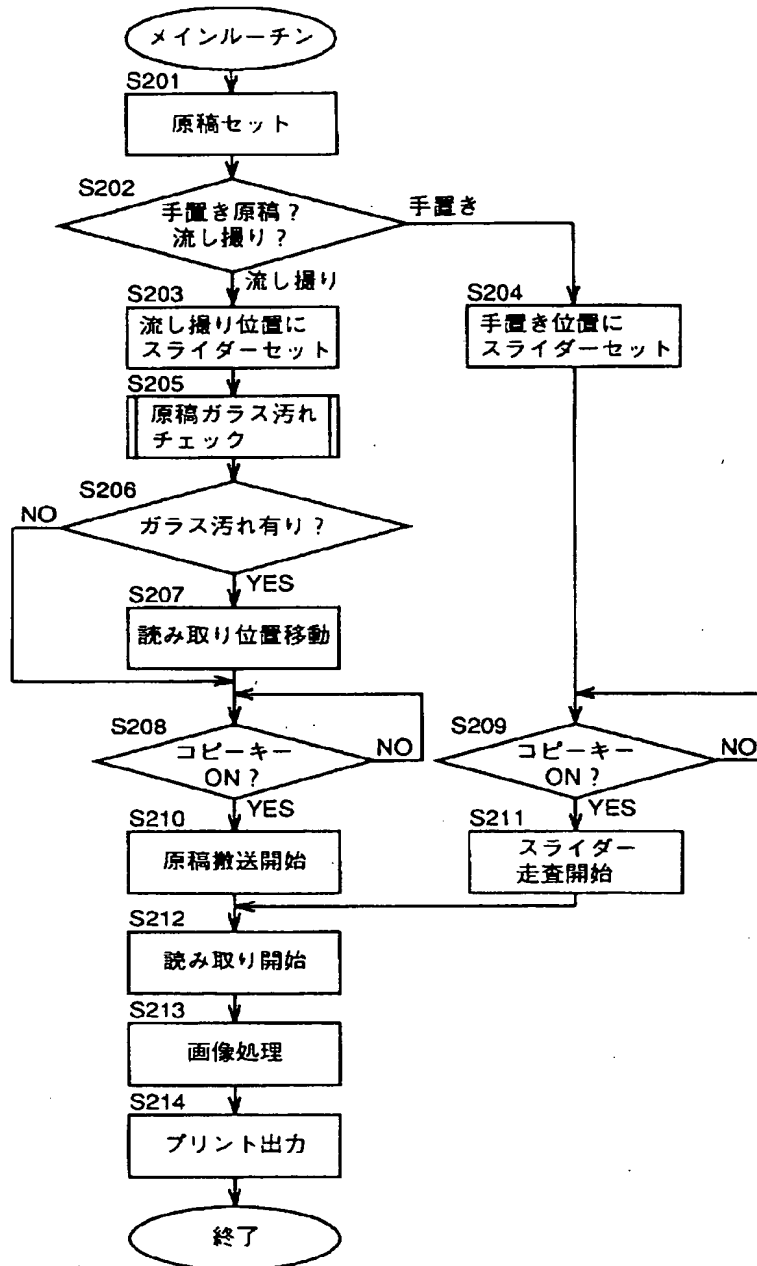 メインルーチン
S201
原稿セット
S202
手置き原稿?
流し撮り?
手置き
流し撮り
S203
流し撮り位置に
スライダーセット
S204
手置き位置に
スライダーセット
S205
原稿ガラス汚れ
チェック
S206
NO
ガラス汚れ有り?
YES
S207
読み取り位置移動
S208
コピーキー
ON?
NO
YES
S209
コピーキー
ON?
NO
YES
S210
原稿搬送開始
S211
スライダー
走査開始
S212
読み取り開始
S213
画像処理
S214
プリント出力
終了